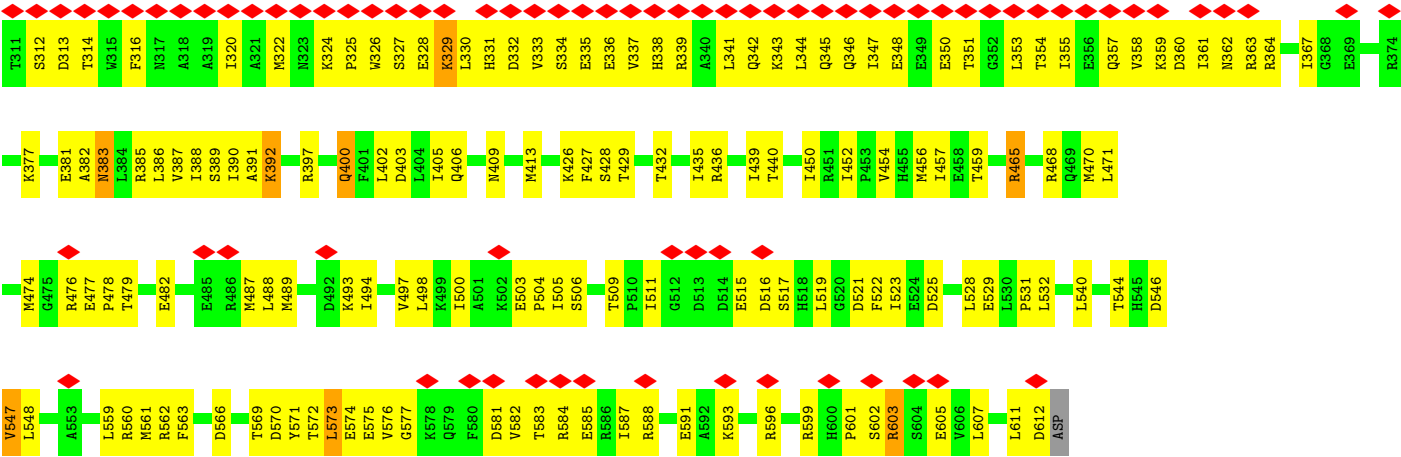 T311 S312 D313 T314 W315 F316 N317 A318 A319 I320 A321 M322 N323 K324 P325 W326 S327 E328 K329 L330 H331 D332 V333 S334 E335 E336 V337 H338 R339 A340 L341 Q342 K343 L344 Q345 Q346 I347 E348 E349 E350 T351 G352 L353 T354 I355 E356 Q357 V358 K359 D360 I361 N362 R363 R364 I367 G368 E369 R374
K377 E381 A382 N383 L384 R385 L386 V387 I388 S389 I390 A391 K392 R397 Q400 F401 L402 D403 L404 I405 Q406 N409 M413 K426 F427 S428 T429 T432 I435 R436 I439 T440 I450 R451 I452 P453 V454 H455 M456 I457 E458 T459 R465 R468 Q469 M470 L471
M474 G475 R476 E477 P478 T479 E482 E485 R486 M487 L488 M489 D492 K493 I494 V497 L498 K499 I500 A501 K502 E503 P504 I505 S506 T509 P510 I511 G512 D513 D514 E515 D516 S517 H518 L519 G520 D521 F522 I523 E524 D525 L528 E529 L530 P531 L532 L540 T544 H545 D546
V547 L548 A553 L559 R560 M561 R562 F563 D566 T569 D570 Y571 T572 L573 E574 E575 V576 G577 K578 Q579 F580 D581 V582 T583 R584 E585 R586 I587 R588 E591 A592 K593 R596 R599 H600 P601 S602 R603 S604 E605 V606 L607 L611 D612 ASP